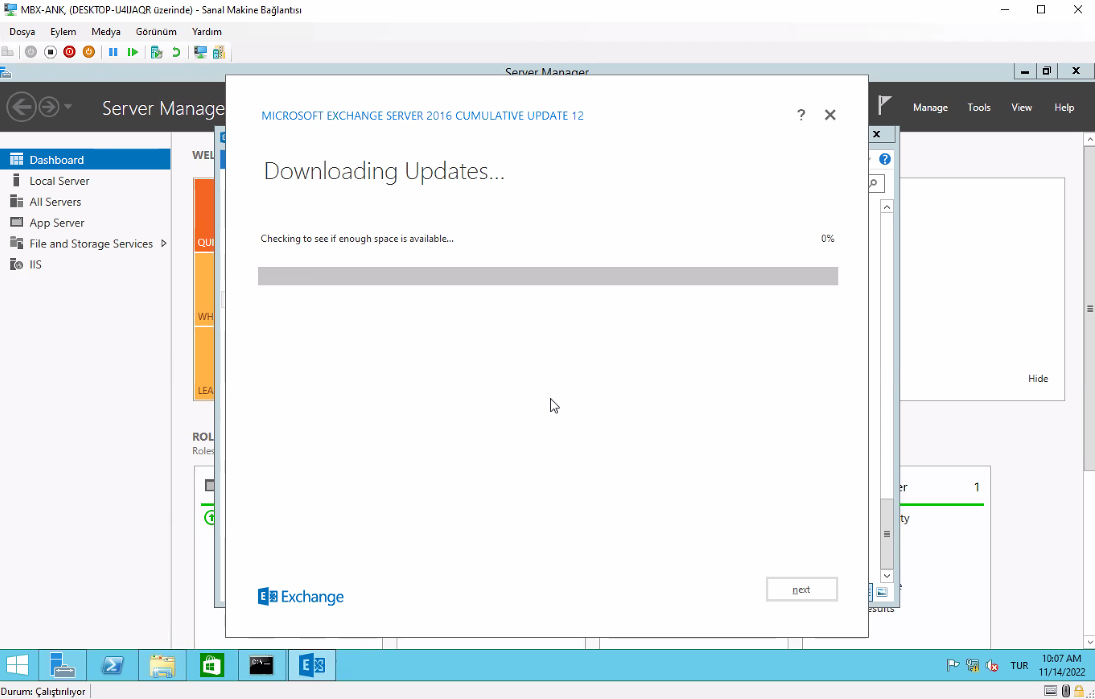 MBX-ANK, (DESKTOP-U4IJAQR üzerinde) - Sanal Makine Bağlantısı
Dosya Eylem Medya Görünüm Yardım
Server Manager
Server Manage
Manage Tools View Help
MICROSOFT EXCHANGE SERVER 2016 CUMULATIVE UPDATE 12
? ✕
Downloading Updates...
Checking to see if enough space is available... 0%
next
Exchange
Dashboard
Local Server
All Servers
App Server
File and Storage Services
IIS
WEL
QUI
WH
LEA
Hide
ROL
Roles
er 1
ty
esults
TUR
10:07 AM
11/14/2022
Durum: Çalıştırılıyor